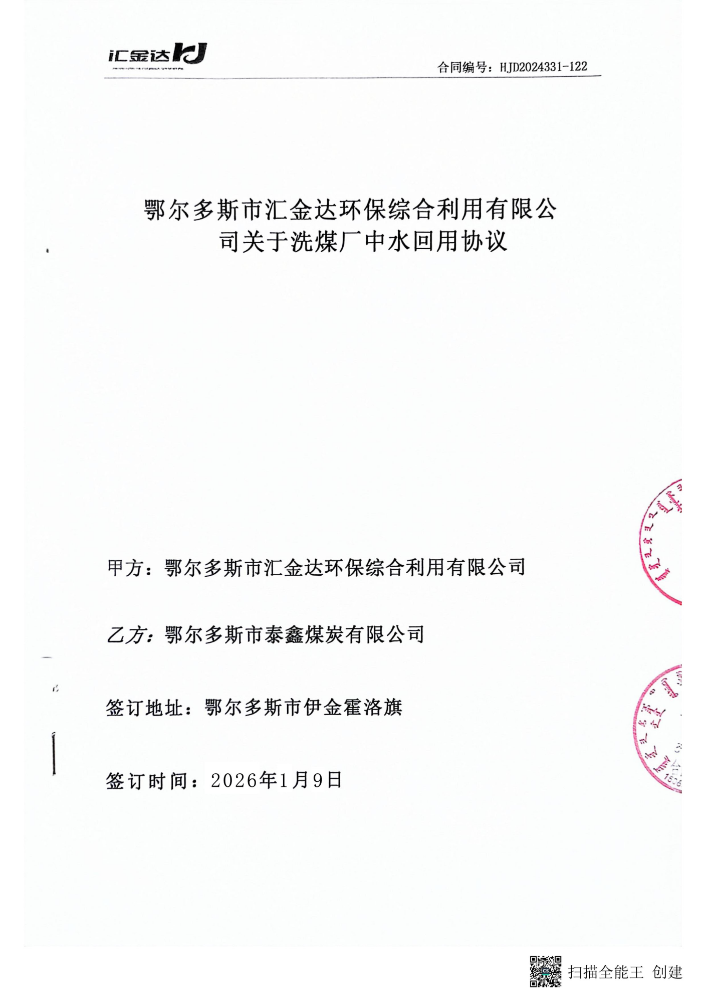 汇金达
合同编号：HJD2024331-122
鄂尔多斯市汇金达环保综合利用有限公
司关于洗煤厂中水回用协议
甲方：鄂尔多斯市汇金达环保综合利用有限公司
乙方：鄂尔多斯市泰鑫煤炭有限公司
签订地址：鄂尔多斯市伊金霍洛旗
签订时间：2026年1月9日
扫描全能王 创建